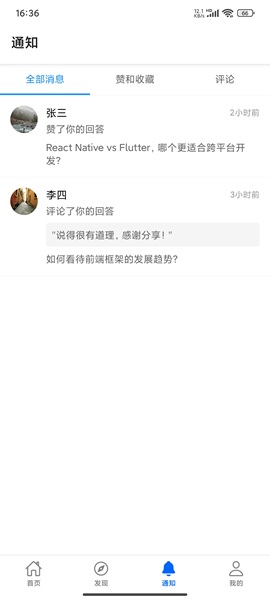 16:36
12.1 KB/s
HD
66
通知
全部消息
赞和收藏
评论
张三
2小时前
赞了你的回答
React Native vs Flutter，哪个更适合跨平台开
发？
李四
3小时前
评论了你的回答
"说得很有道理，感谢分享！"
如何看待前端框架的发展趋势？
首页
发现
通知
我的